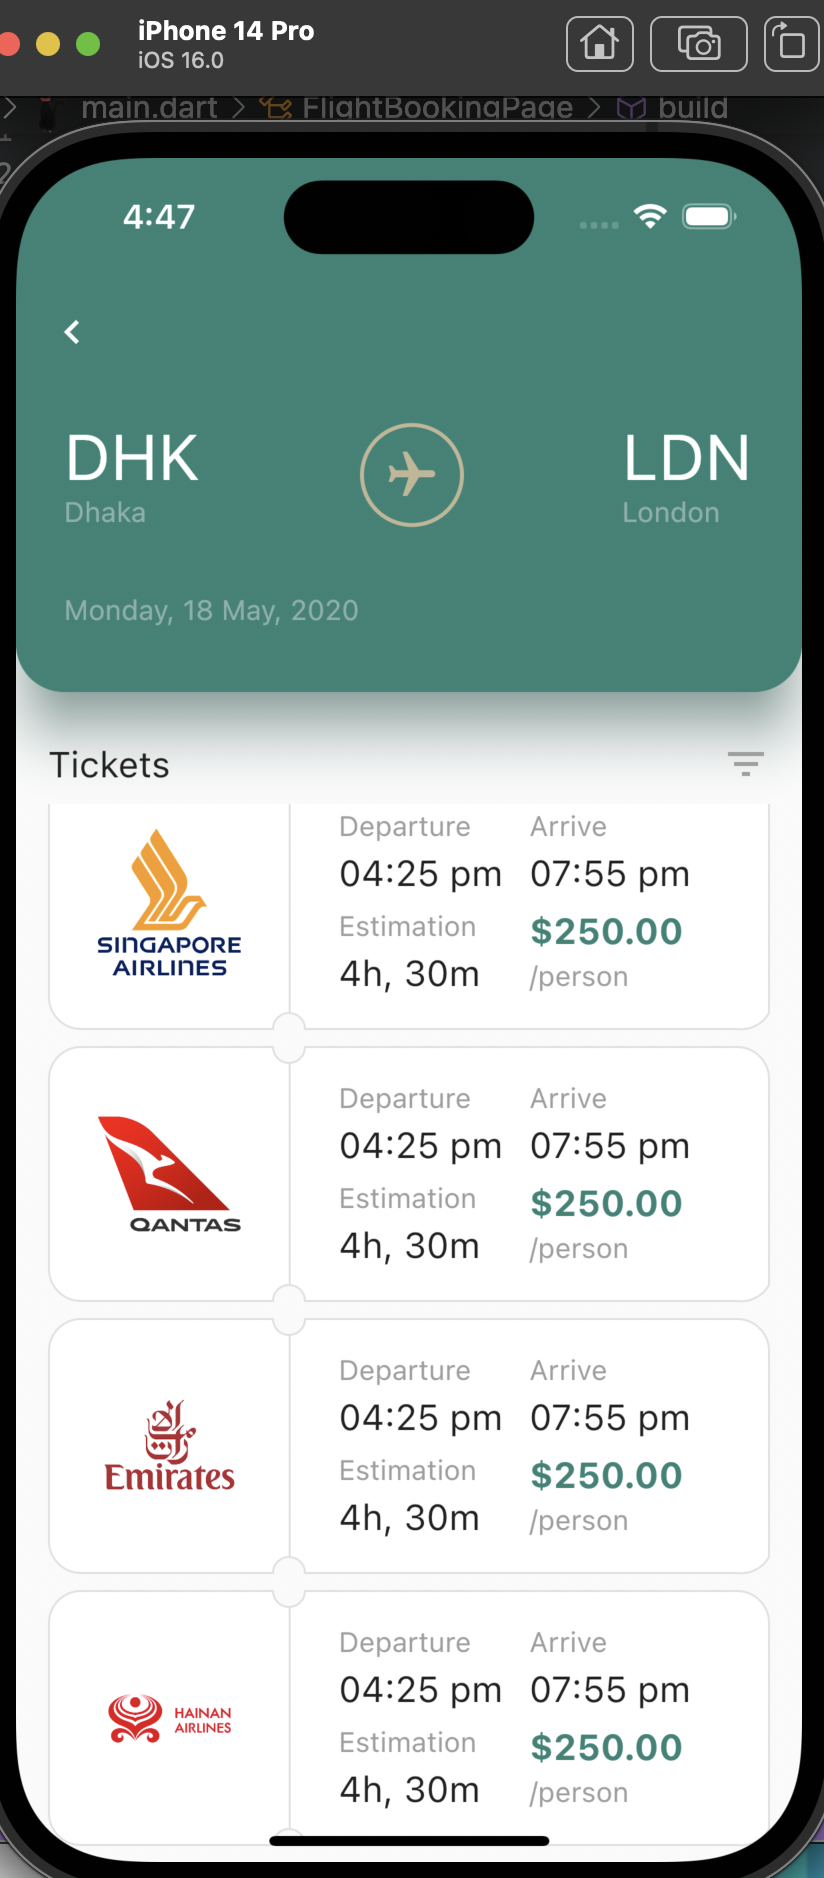 iPhone 14 Pro
iOS 16.0
main.dart > FlightBookingPage > build
4:47
DHK
LDN
Dhaka
London
Monday, 18 May, 2020
Tickets
Departure Arrive
04:25 pm 07:55 pm
Estimation $250.00
4h, 30m /person
SINGAPORE
AIRLINES
Departure Arrive
04:25 pm 07:55 pm
Estimation $250.00
4h, 30m /person
QANTAS
Departure Arrive
04:25 pm 07:55 pm
Estimation $250.00
4h, 30m /person
الإمارات
Emirates
Departure Arrive
04:25 pm 07:55 pm
Estimation $250.00
4h, 30m /person
HAINAN
AIRLINES